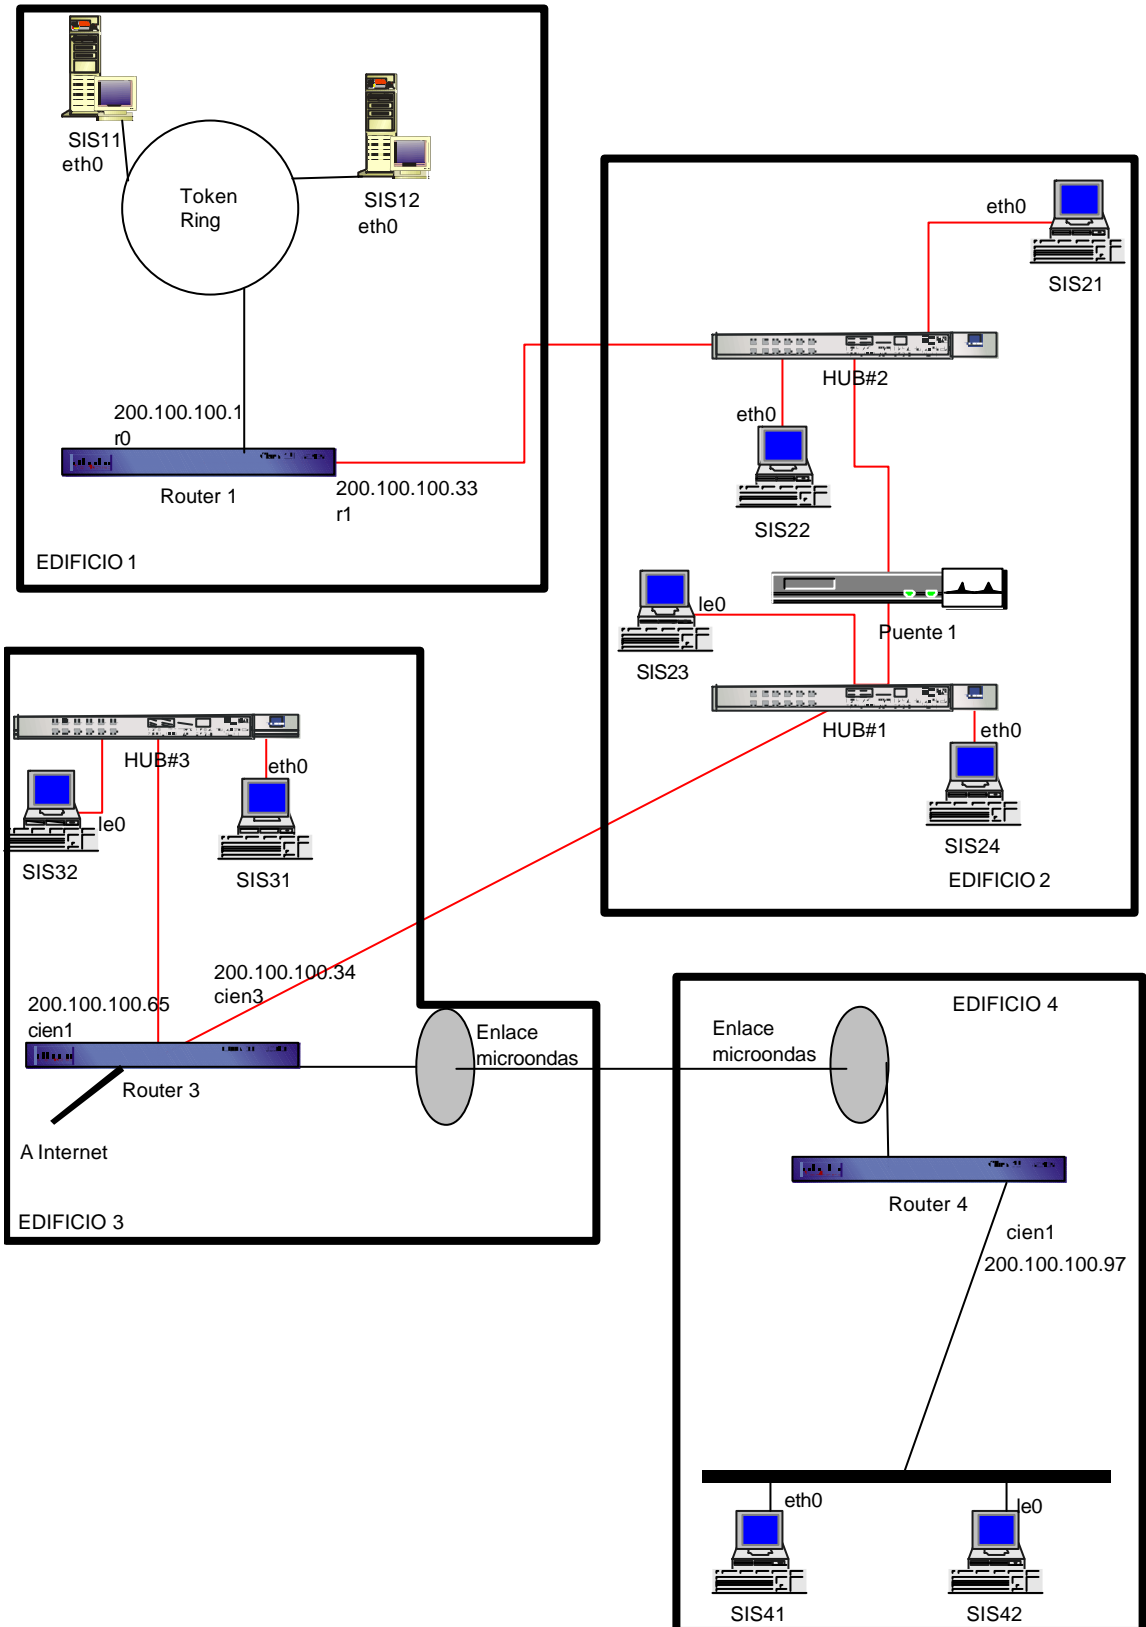 SIS11
eth0
SIS12
eth0
Token
Ring
200.100.100.1
r0
Router 1
200.100.100.33
r1
EDIFICIO 1
eth0
SIS21
HUB#2
eth0
SIS22
le0
SIS23
Puente 1
HUB#1
eth0
SIS24
EDIFICIO 2
HUB#3
le0
eth0
SIS32
SIS31
200.100.100.65
cien1
200.100.100.34
cien3
Router 3
A Internet
Enlace
microondas
EDIFICIO 3
EDIFICIO 4
Enlace
microondas
Router 4
cien1
200.100.100.97
eth0
le0
SIS41
SIS42